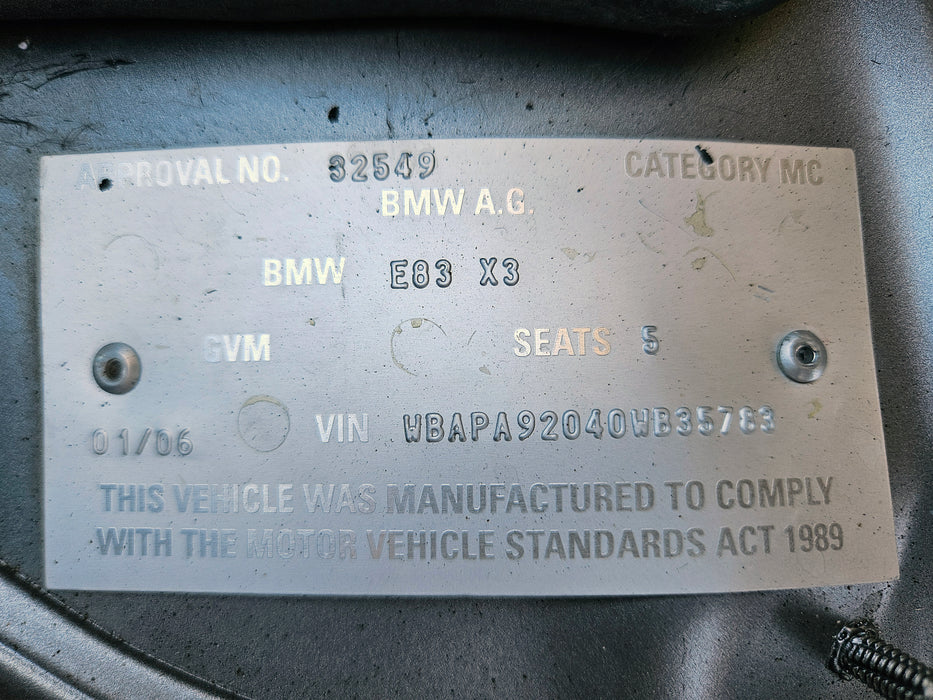 APPROVAL NO. 32549 CATEGORY MC
BMW A.G.
BMW E83 X3
GVM SEATS 5
01/06 VIN WBAPA92040WB35783
THIS VEHICLE WAS MANUFACTURED TO COMPLY
WITH THE MOTOR VEHICLE STANDARDS ACT 1989